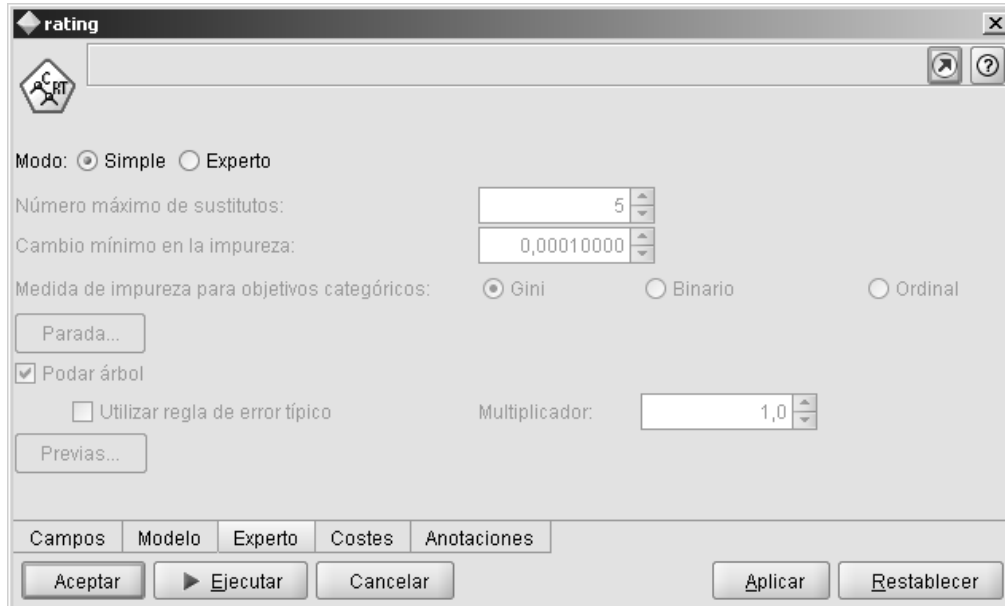 rating
C RT
Modo: Simple Experto
Número máximo de sustitutos: 5
Cambio mínimo en la impureza: 0,00010000
Medida de impureza para objetivos categóricos: Gini Binario Ordinal
Parada...
Podar árbol
Utilizar regla de error típico Multiplicador: 1,0
Previas...
Campos Modelo Experto Costes Anotaciones
Aceptar Ejecutar Cancelar Aplicar Restablecer